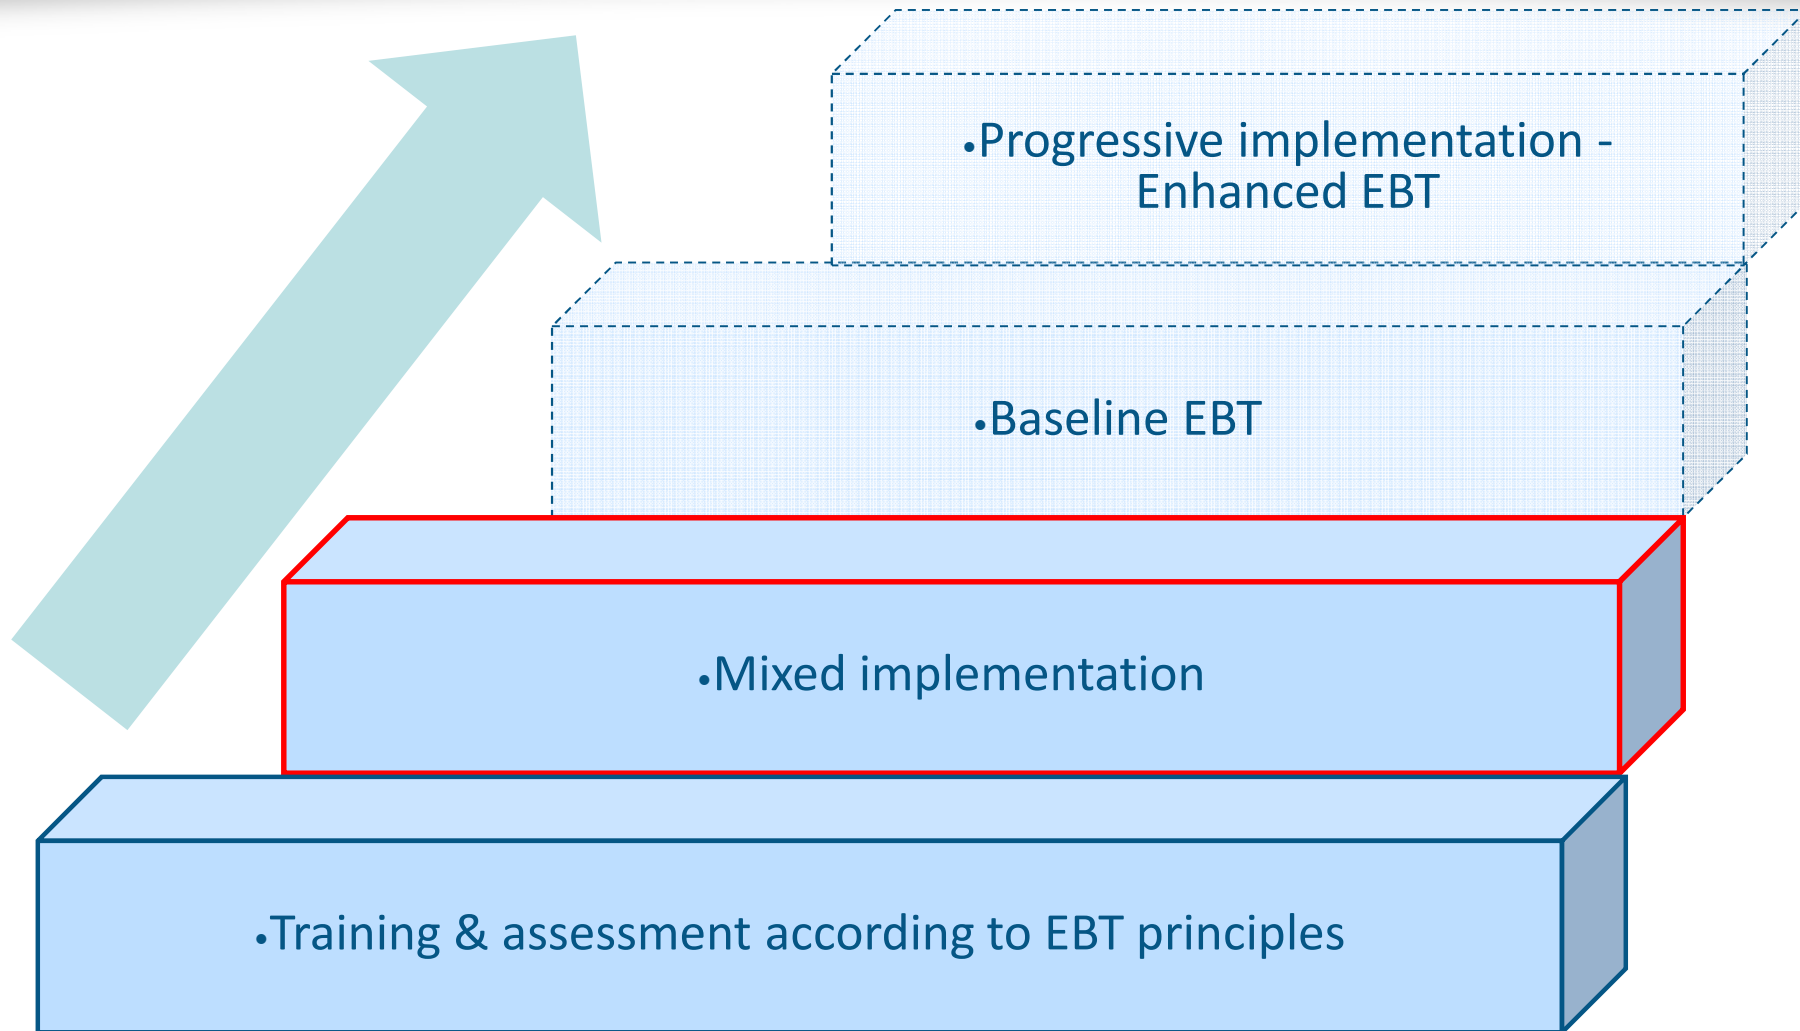 •Progressive implementation -
Enhanced EBT
•Baseline EBT
•Mixed implementation
•Training & assessment according to EBT principles